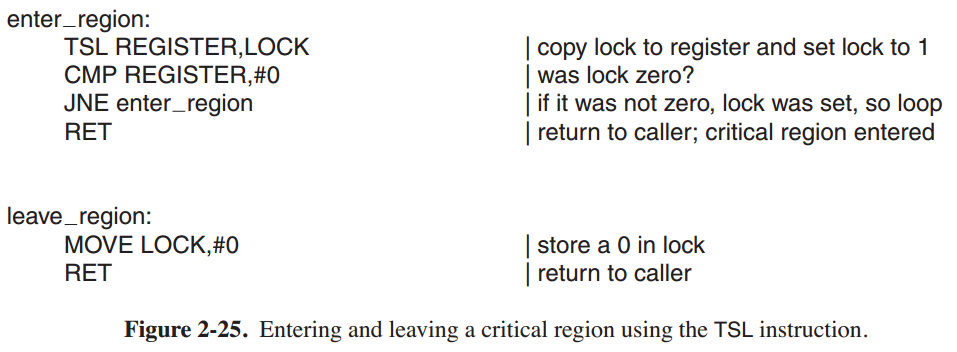 enter_region:
TSL REGISTER,LOCK | copy lock to register and set lock to 1
CMP REGISTER,#0 | was lock zero?
JNE enter_region | if it was not zero, lock was set, so loop
RET | return to caller; critical region entered
leave_region:
MOVE LOCK,#0 | store a 0 in lock
RET | return to caller
Figure 2-25. Entering and leaving a critical region using the TSL instruction.